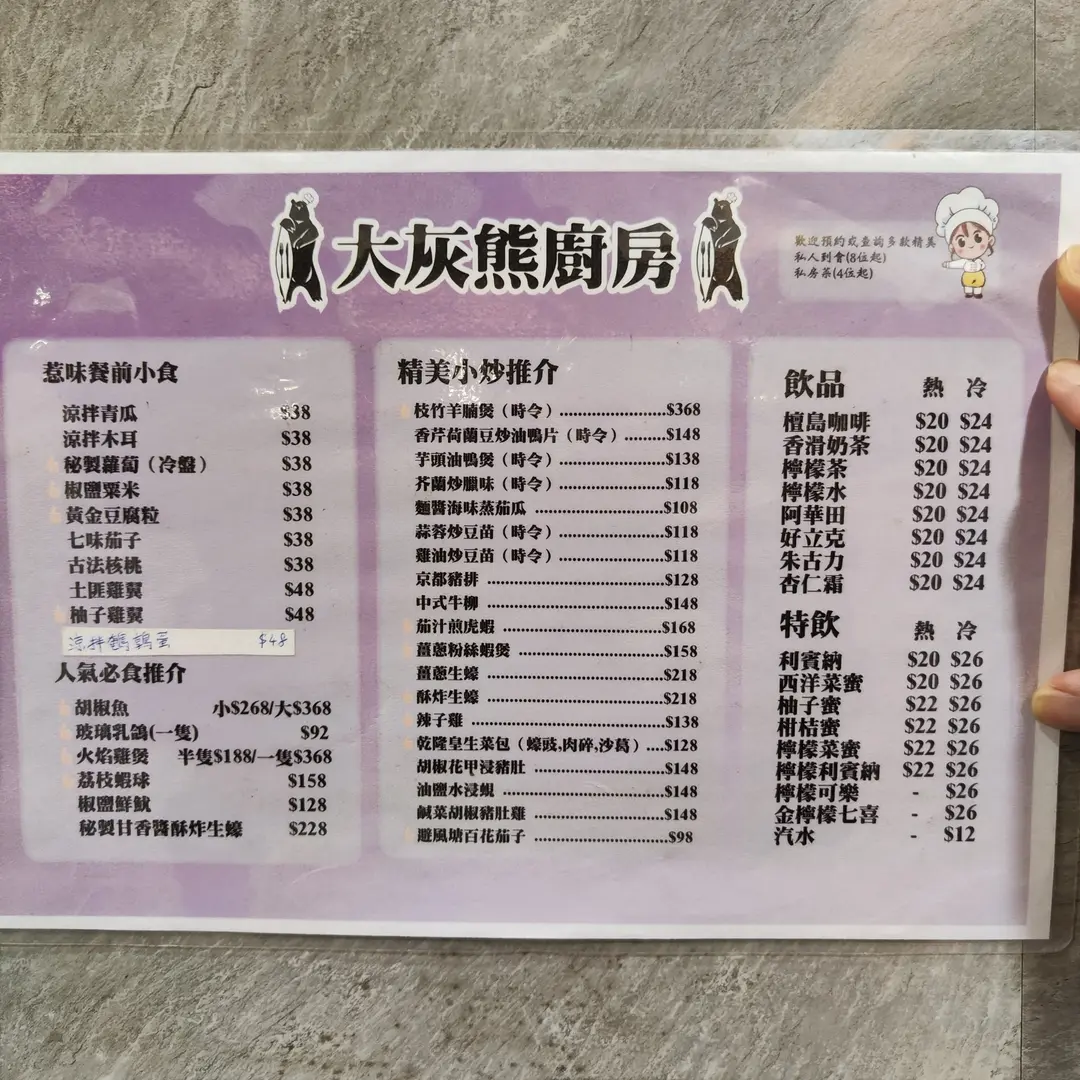 大灰熊廚房
歡迎預約或查詢多款精美
私人到會(8位起)
私房菜(4位起)
惹味餐前小食
涼拌青瓜 $38
涼拌木耳 $38
秘製蘿蔔（冷盤） $38
椒鹽粟米 $38
黃金豆腐粒 $38
七味茄子 $38
古法核桃 $38
土匪雞翼 $48
柚子雞翼 $48
涼拌鵪鶉蛋 $48
人氣必食推介
胡椒魚 小$268/大$368
玻璃乳鴿(一隻) $92
火焰雞煲 半隻$188/一隻$368
荔枝蝦球 $158
椒鹽鮮魷 $128
秘製甘香醬酥炸生蠔 $228
精美小炒推介
枝竹羊腩煲（時令）........................$368
香芹荷蘭豆炒油鴨片（時令）.........$148
芋頭油鴨煲（時令）........................$138
芥蘭炒臘味（時令）........................$118
麵醬海味蒸茄瓜 ..............................$108
蒜蓉炒豆苗（時令）........................$118
雞油炒豆苗（時令）........................$118
京都豬排 ..........................................$128
中式牛柳 ..........................................$148
茄汁煎虎蝦 ......................................$168
薑蔥粉絲蝦煲 ..................................$158
薑蔥生蠔 ..........................................$218
酥炸生蠔 ..........................................$218
辣子雞 ..............................................$138
乾隆皇生菜包（蠔豉,肉碎,沙葛）....$128
胡椒花甲浸豬肚 ..............................$148
油鹽水浸蜆 ......................................$148
鹹菜胡椒豬肚雞 ..............................$148
避風塘百花茄子 ..............................$98
飲品 熱 冷
檀島咖啡 $20 $24
香滑奶茶 $20 $24
檸檬茶 $20 $24
檸檬水 $20 $24
阿華田 $20 $24
好立克 $20 $24
朱古力 $20 $24
杏仁霜 $20 $24
特飲 熱 冷
利賓納 $20 $26
西洋菜蜜 $20 $26
柚子蜜 $22 $26
柑桔蜜 $22 $26
檸檬菜蜜 $22 $26
檸檬利賓納 $22 $26
檸檬可樂 - $26
金檸檬七喜 - $26
汽水 - $12